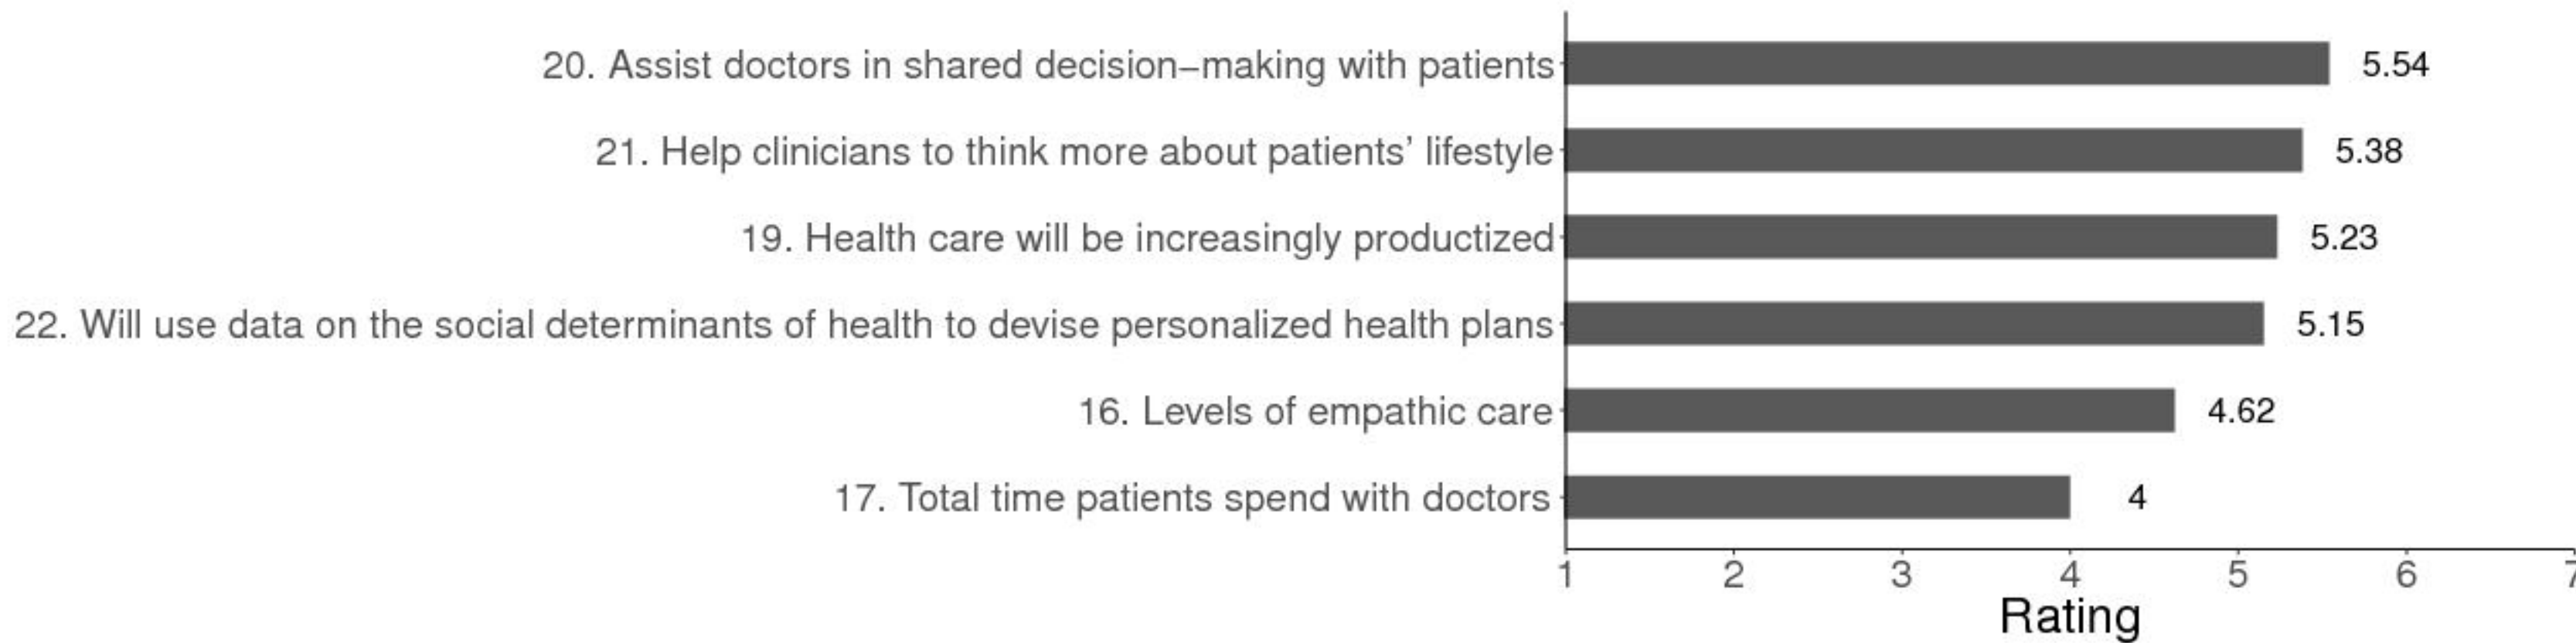 20. Assist doctors in shared decision–making with patients 5.54
21. Help clinicians to think more about patients’ lifestyle 5.38
19. Health care will be increasingly productized 5.23
22. Will use data on the social determinants of health to devise personalized health plans 5.15
16. Levels of empathic care 4.62
17. Total time patients spend with doctors 4
1 2 3 4 5 6 7
Rating